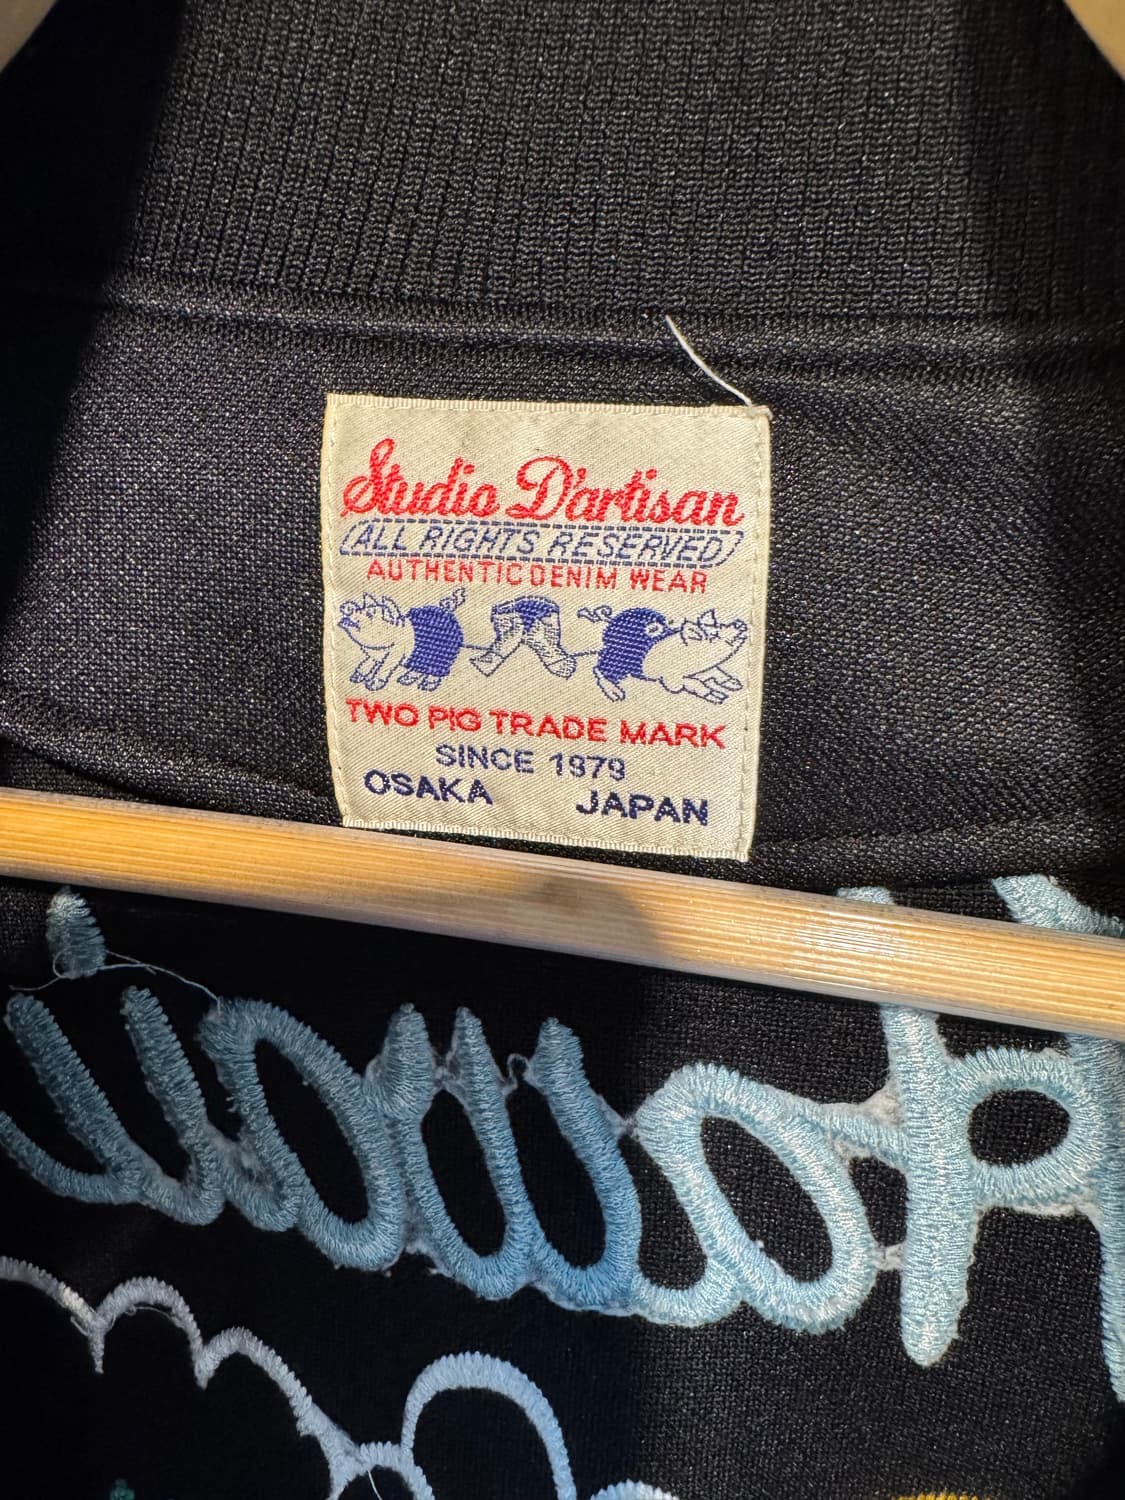 Studio D'artisan
(ALL RIGHTS RESERVED)
AUTHENTIC DENIM WEAR
TWO PIG TRADE MARK
SINCE 1979
OSAKA JAPAN